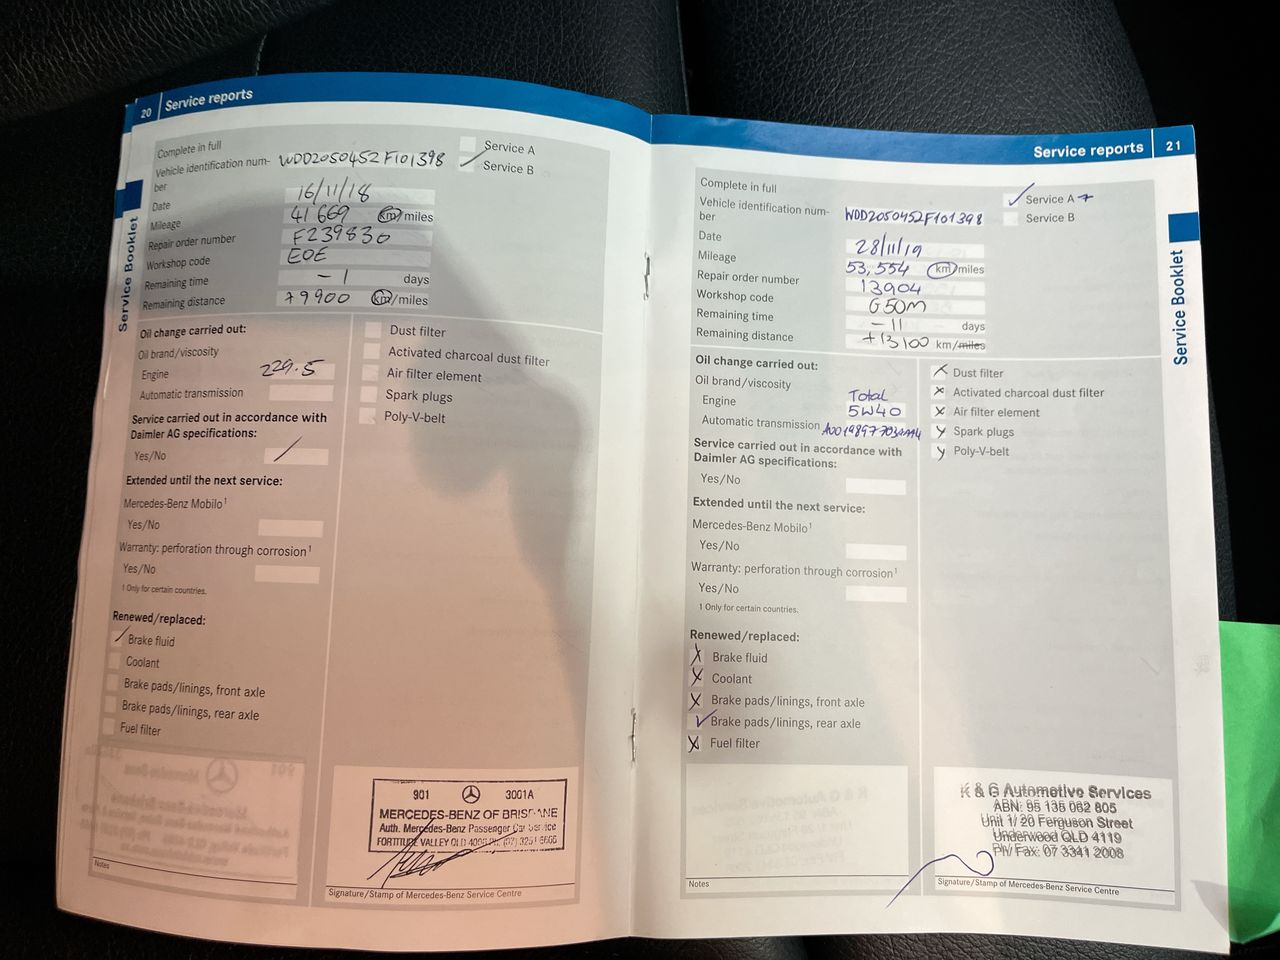 20 Service reports
Complete in full
Service A
Vehicle identification num-
ber
WDD2050452F101398
Service B
Date 16/11/18
Mileage 41 669 km/miles
Repair order number F239830
Workshop code EOE
Remaining time -1 days
Remaining distance +9900 km/miles
Service Booklet
Oil change carried out:
Oil brand/viscosity
Engine 229.5
Automatic transmission
Service carried out in accordance with
Daimler AG specifications:
Yes/No
Extended until the next service:
Mercedes-Benz Mobilo¹
Yes/No
Warranty: perforation through corrosion¹
Yes/No
1 Only for certain countries.
Renewed/replaced:
Brake fluid
Coolant
Brake pads/linings, front axle
Brake pads/linings, rear axle
Fuel filter
Notes
Dust filter
Activated charcoal dust filter
Air filter element
Spark plugs
Poly-V-belt
901 3001A
MERCEDES-BENZ OF BRISBANE
Auth. Mercedes-Benz Passenger Car Service
FORTITUDE VALLEY QLD 4006 Ph. (07) 3251 6666
Signature/Stamp of Mercedes-Benz Service Centre
Service reports 21
Complete in full
Service A 7
Vehicle identification num-
ber
WDD2050452F101398
Service B
Date 28/11/19
Mileage 53,554 km/miles
Repair order number 13904
Workshop code G50M
Remaining time -11 days
Remaining distance +13100 km/miles
Service Booklet
Oil change carried out:
Oil brand/viscosity Total
Engine 5W40
Automatic transmission
Service carried out in accordance with
Daimler AG specifications:
Yes/No
Extended until the next service:
Mercedes-Benz Mobilo¹
Yes/No
Warranty: perforation through corrosion¹
Yes/No
1 Only for certain countries.
Renewed/replaced:
Brake fluid
Coolant
Brake pads/linings, front axle
Brake pads/linings, rear axle
Fuel filter
Notes
Dust filter
Activated charcoal dust filter
Air filter element
Spark plugs
Poly-V-belt
K & G Automotive Services
ABN: 95 135 062 805
Unit 1/ 20 Ferguson Street
Underwood QLD 4119
Ph/ Fax: 07 3341 2008
Signature/Stamp of Mercedes-Benz Service Centre